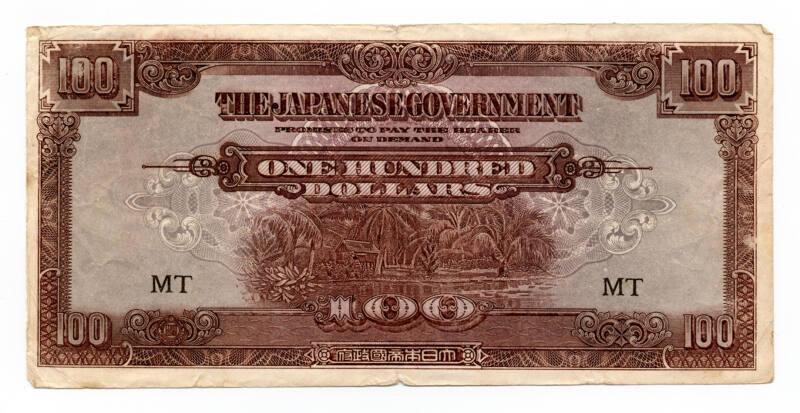 100 100
THE JAPANESE GOVERNMENT
PROMISES TO PAY THE BEARER
ON DEMAND
ONE HUNDRED
DOLLARS
MT MT
100
100 100
府政國帝本日大